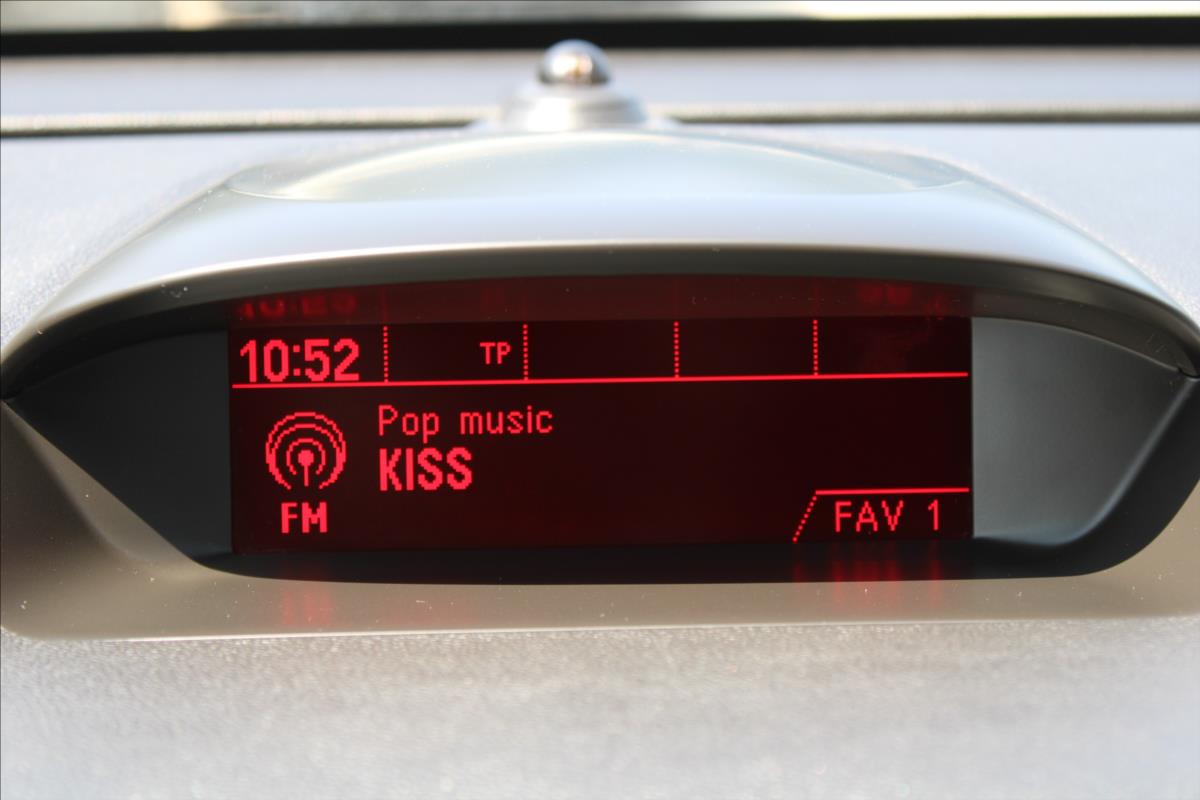 10:52 TP
Pop music
KISS
FM
FAV 1